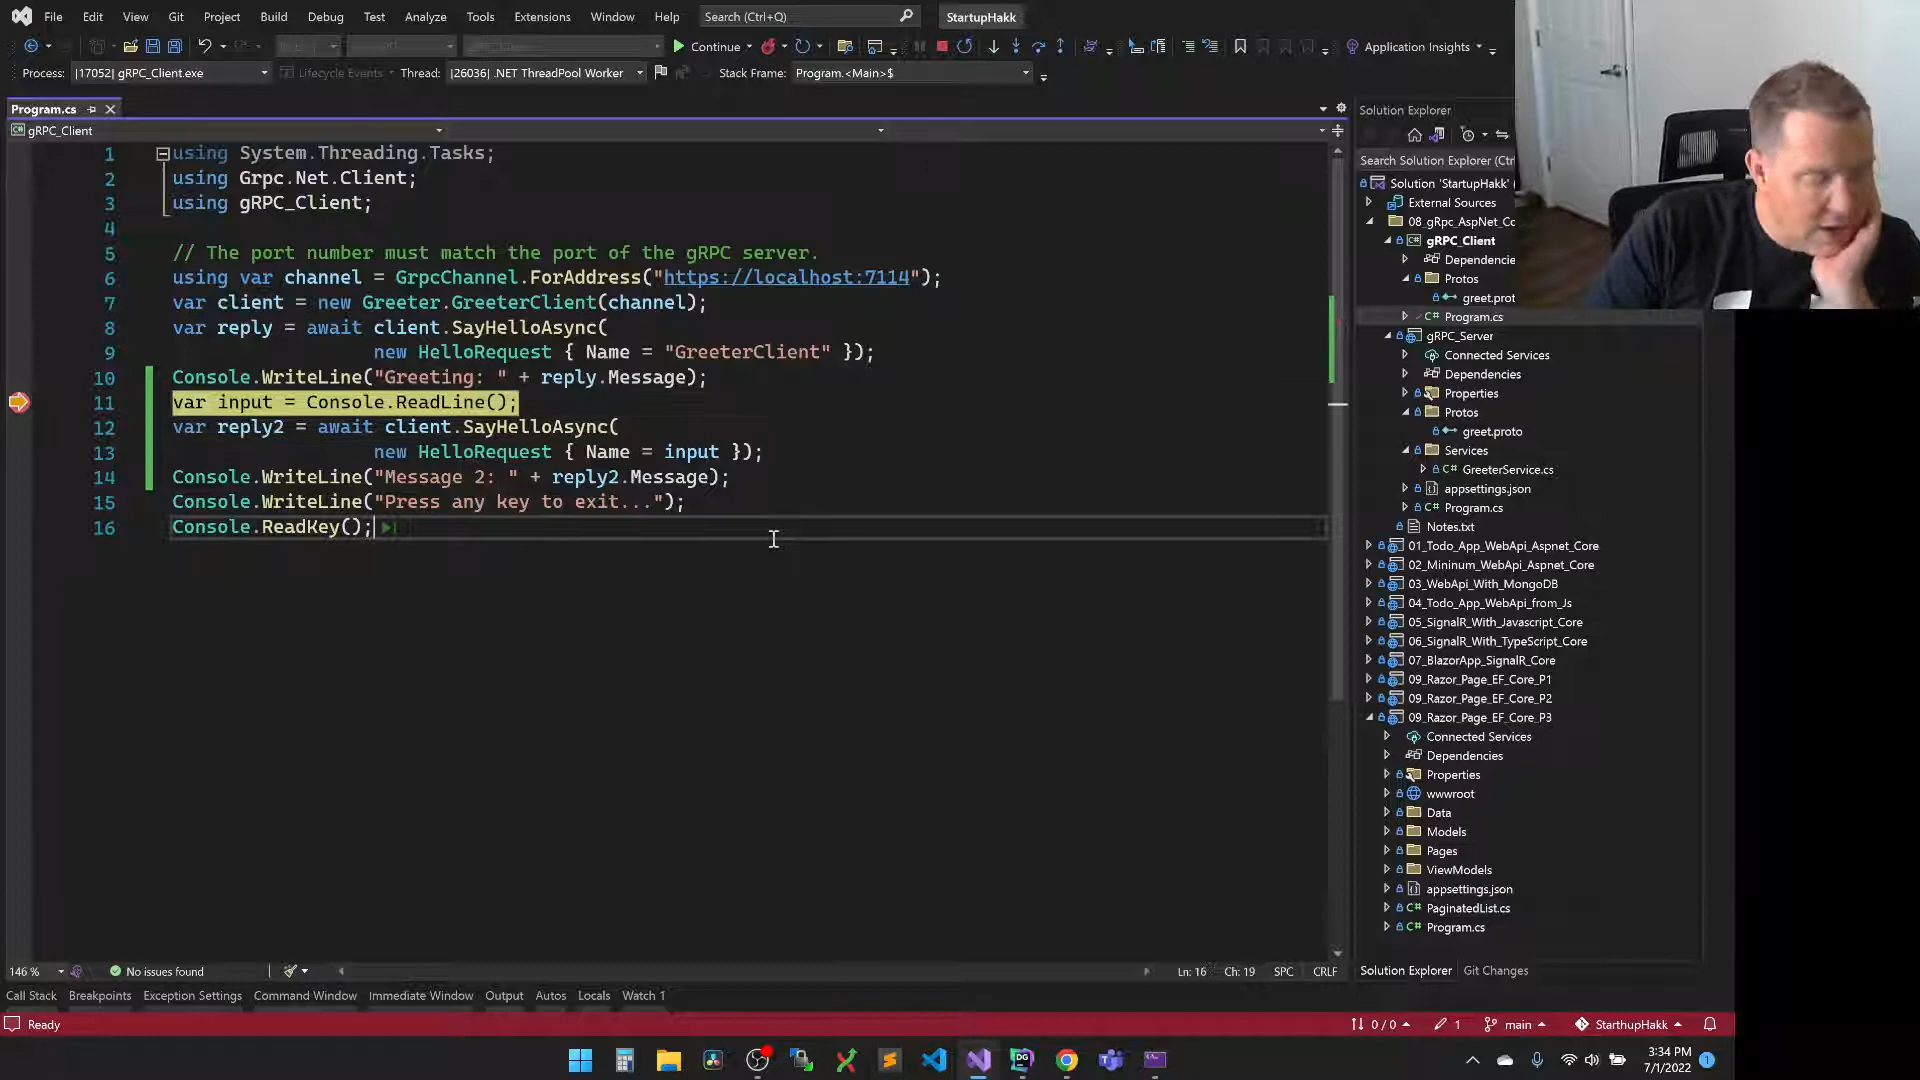 File Edit View Git Project Build Debug Test Analyze Tools Extensions Window Help Search (Ctrl+Q) StartupHakk
Continue Application Insights
Process: [17052] gRPC_Client.exe Lifecycle Events Thread: [26036] .NET ThreadPool Worker Stack Frame: Program.<Main>$
Program.cs
gRPC_Client
1 using System.Threading.Tasks;
2 using Grpc.Net.Client;
3 using gRPC_Client;
4
5 // The port number must match the port of the gRPC server.
6 using var channel = GrpcChannel.ForAddress("https://localhost:7114");
7 var client = new Greeter.GreeterClient(channel);
8 var reply = await client.SayHelloAsync(
9 new HelloRequest { Name = "GreeterClient" });
10 Console.WriteLine("Greeting: " + reply.Message);
11 var input = Console.ReadLine();
12 var reply2 = await client.SayHelloAsync(
13 new HelloRequest { Name = input });
14 Console.WriteLine("Message 2: " + reply2.Message);
15 Console.WriteLine("Press any key to exit...");
16 Console.ReadKey();
Solution Explorer
Search Solution Explorer (Ctr
Solution 'StartupHakk' (
External Sources
08_gRpc_AspNet_Co
gRPC_Client
Dependencie
Protos
greet.prot
Program.cs
gRPC_Server
Connected Services
Dependencies
Properties
Protos
greet.proto
Services
GreeterService.cs
appsettings.json
Program.cs
Notes.txt
01_Todo_App_WebApi_Aspnet_Core
02_Mininum_WebApi_Aspnet_Core
03_WebApi_With_MongoDB
04_Todo_App_WebApi_from_Js
05_SignalR_With_Javascript_Core
06_SignalR_With_TypeScript_Core
07_BlazorApp_SignalR_Core
09_Razor_Page_EF_Core_P1
09_Razor_Page_EF_Core_P2
09_Razor_Page_EF_Core_P3
Connected Services
Dependencies
Properties
wwwroot
Data
Models
Pages
ViewModels
appsettings.json
PaginatedList.cs
Program.cs
146 % No issues found Ln: 16 Ch: 19 SPC CRLF
Solution Explorer Git Changes
Call Stack Breakpoints Exception Settings Command Window Immediate Window Output Autos Locals Watch 1
Ready 0 / 0 1 main StarthupHakk
3:34 PM
7/1/2022
1